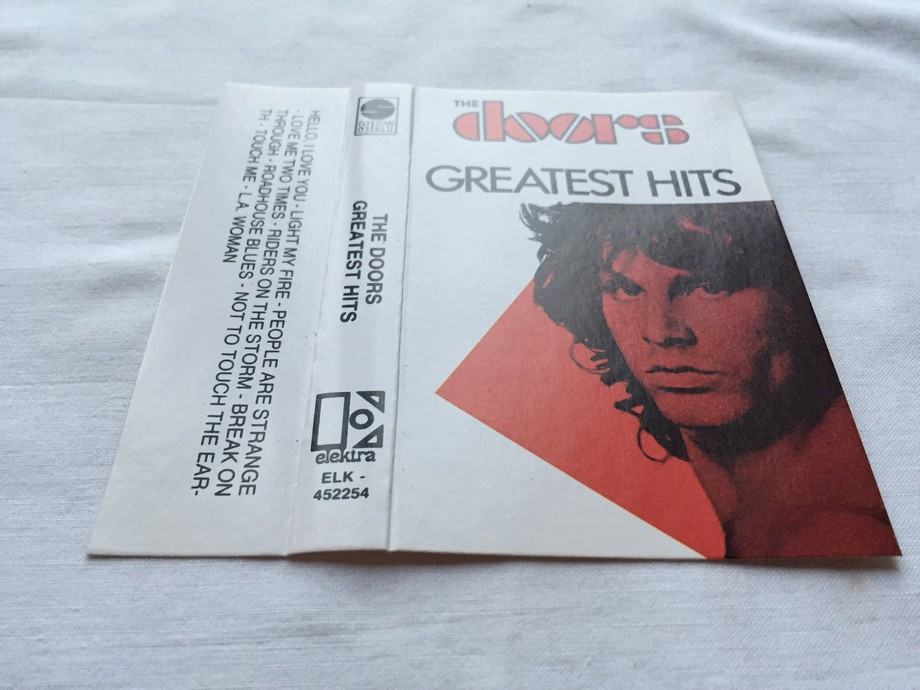 THE
doors
GREATEST HITS
THE DOORS
GREATEST HITS
elektra
ELK -
452254
HELLO, I LOVE YOU - LIGHT MY FIRE - PEOPLE ARE STRANGE
- LOVE ME TWO TIMES - RIDERS ON THE STORM - BREAK ON
THROUGH - ROADHOUSE BLUES - NOT TO TOUCH THE EAR-
TH - TOUCH ME - L.A. WOMAN